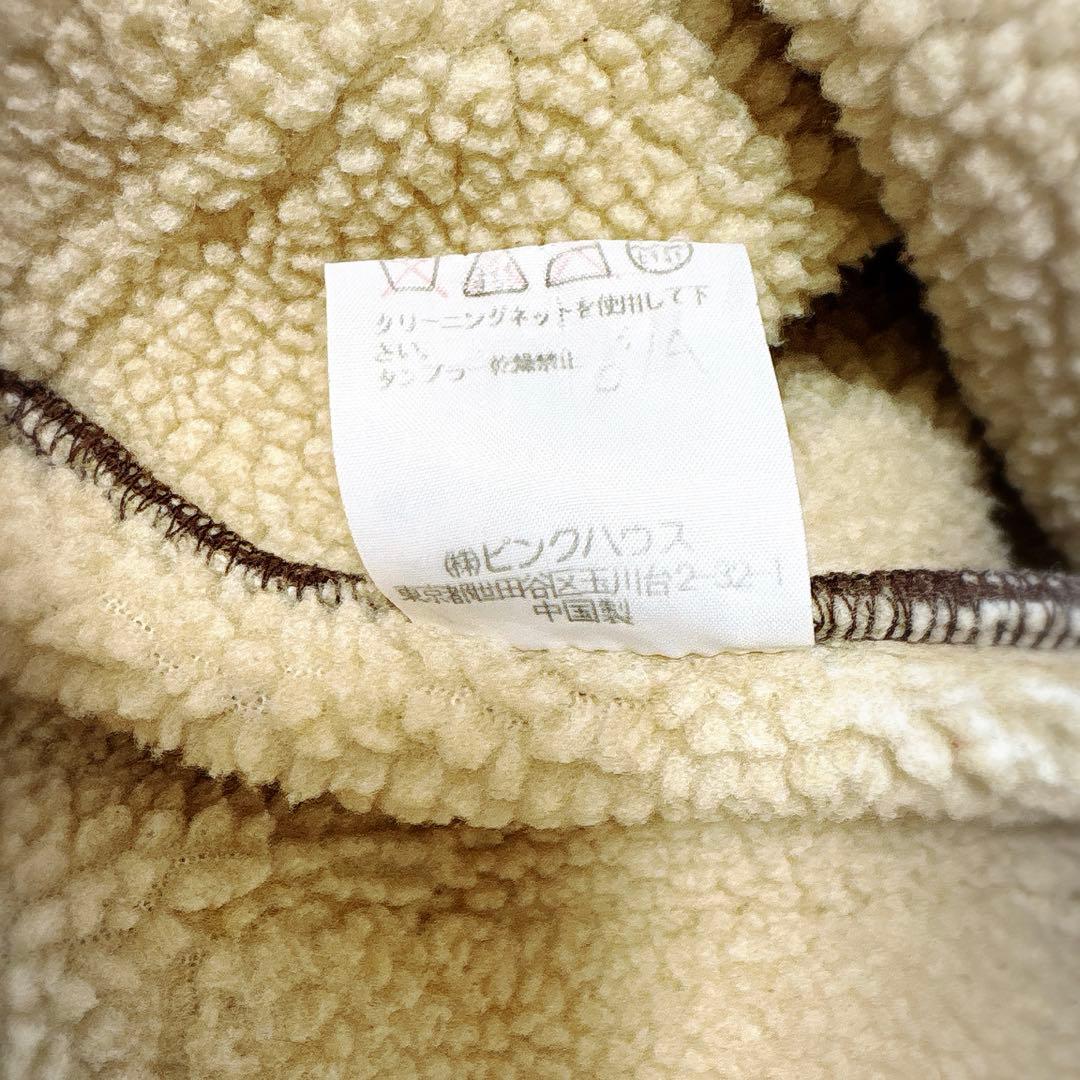 クリーニングネットを使用して下
さい。
タンブラー乾燥禁止
㈱ピンクハウス
東京都世田谷区玉川台2-32-1
中国製